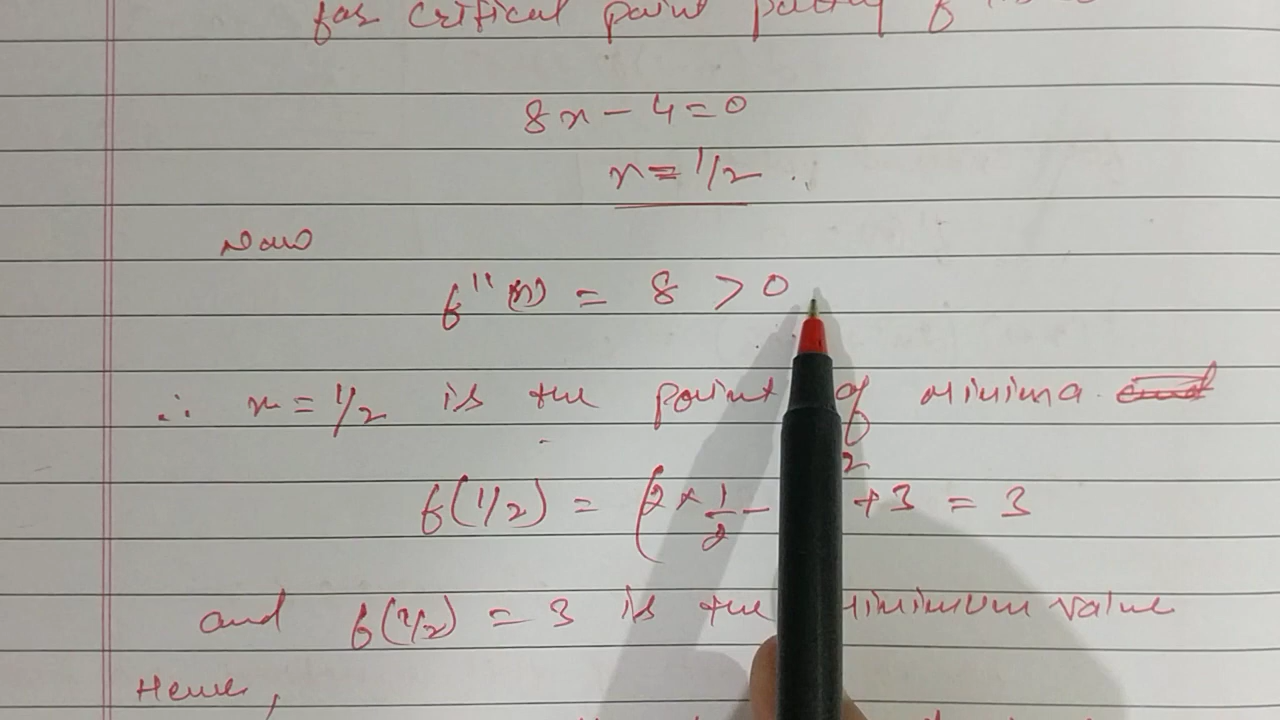 for critical point putting f
8x - 4 = 0
x = 1/2
Now
f''(x) = 8 > 0
∴ x = 1/2 is the point of minima.
f(1/2) = (2 × 1/2 - 2 + 3 = 3
and f(1/2) = 3 is the minimum value
Hence,